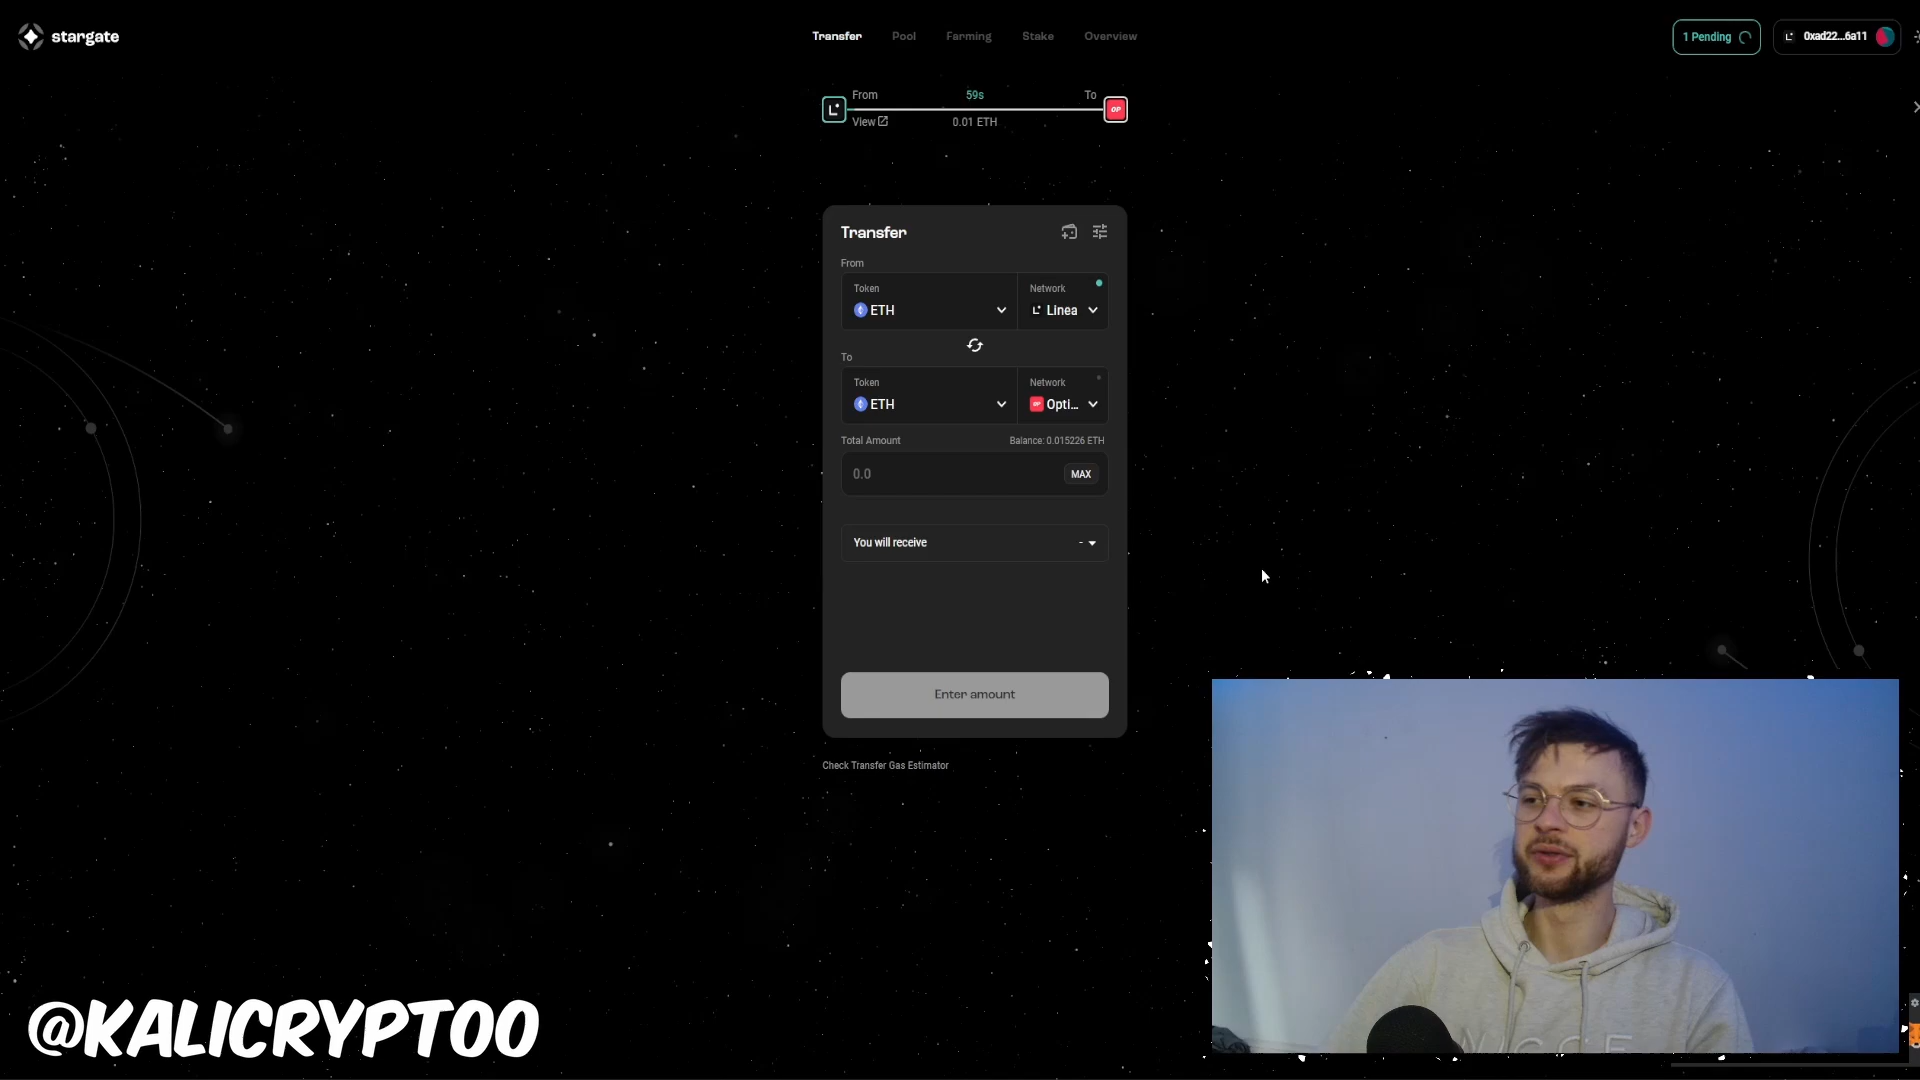 stargate
Transfer Pool Farming Stake Overview
1 Pending
0xad22...6a11
From 59s To
OP
View 0.01 ETH
Transfer
From
Token Network
ETH Linea
To
Token Network
ETH Opti...
Total Amount Balance: 0.015226 ETH
0.0 MAX
You will receive -
Enter amount
Check Transfer Gas Estimator
@KALICRYPTOO